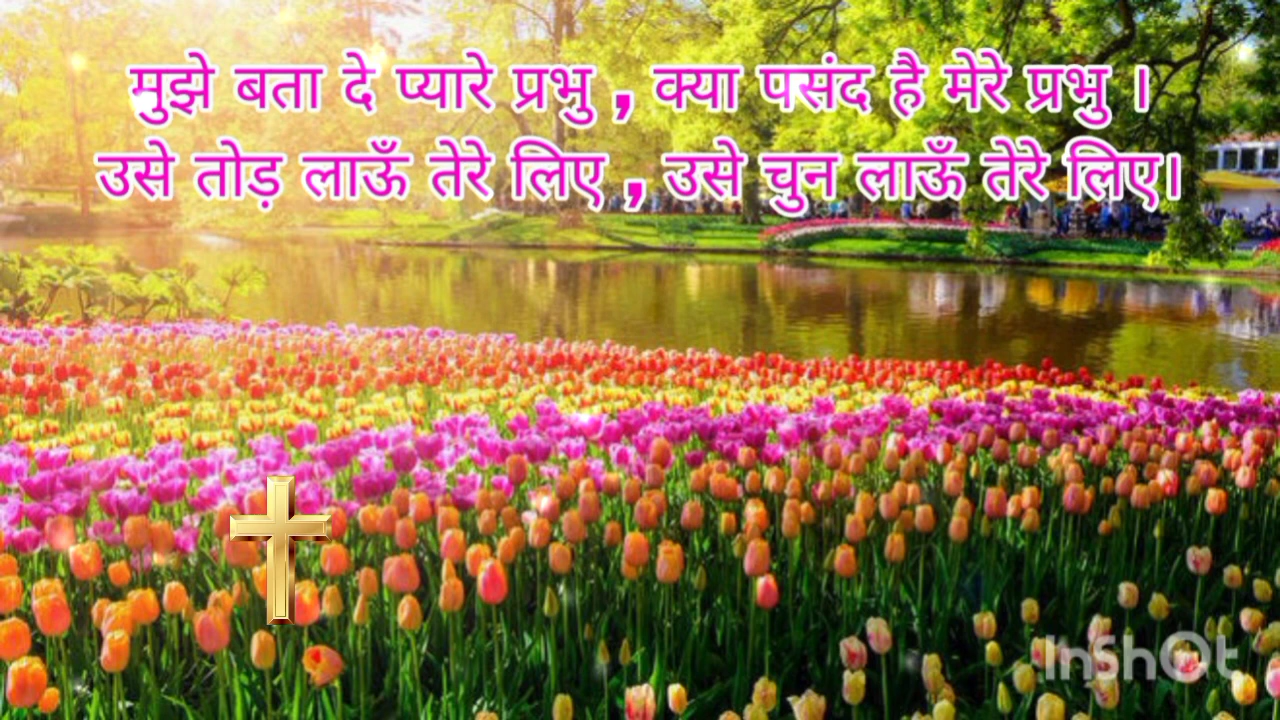 मुझे बता दे प्यारे प्रभु , क्या पसंद है मेरे प्रभु ।
उसे तोड़ लाऊँ तेरे लिए , उसे चुन लाऊँ तेरे लिए।
InShOt